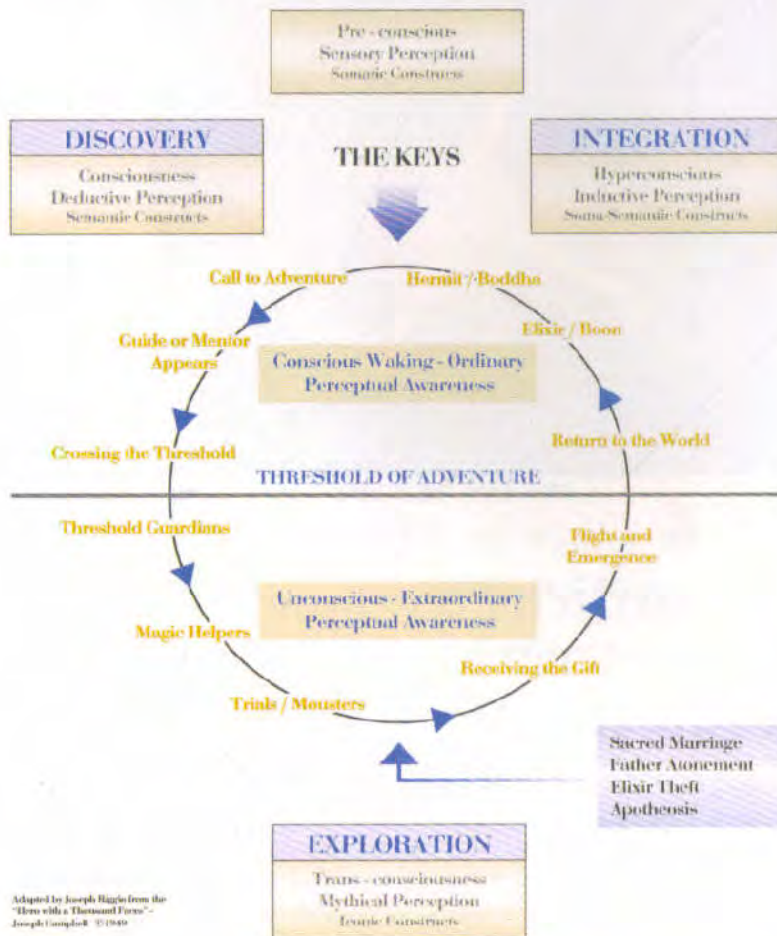 Pre - conscious
Sensory Perception
Somatic Constructs
DISCOVERY
Consciousness
Deductive Perception
Semantic Constructs
THE KEYS
INTEGRATION
Hyperconscious
Inductive Perception
Soma-Semantic Constructs
Call to Adventure
Hermit / Boddha
Guide or Mentor
Appears
Elixir / Boon
Conscious Waking - Ordinary
Perceptual Awareness
Crossing the Threshold
Return to the World
THRESHOLD OF ADVENTURE
Threshold Guardians
Flight and
Emergence
Unconscious - Extraordinary
Perceptual Awareness
Magic Helpers
Receiving the Gift
Trials / Monsters
Sacred Marriage
Father Atonement
Elixir Theft
Apotheosis
EXPLORATION
Trans - consciousness
Mythical Perception
Iconic Constructs
Adapted by Joseph Riggio from the
"Hero with a Thousand Faces" -
Joseph Campbell ©1949